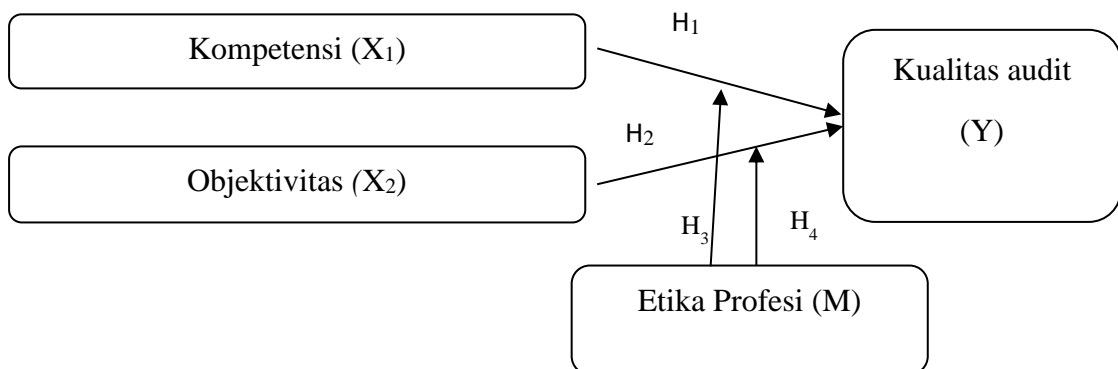 H1
Kompetensi (X1)
Kualitas audit
(Y)
H2
Objektivitas (X2)
H3
H4
Etika Profesi (M)